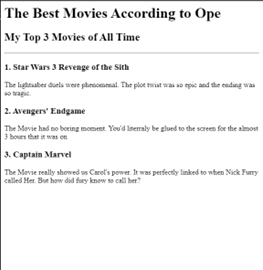 The Best Movies According to Ope
My Top 3 Movies of All Time
1. Star Wars 3 Revenge of the Sith
The lightsaber duels were phenomenal. The plot twist was so epic and the ending was
so tragic.
2. Avengers' Endgame
The Movie had no boring moment. You'd literaly be glued to the screen for the almost
3 hours that it was on
3. Captain Marvel
The Movie really showed us Carol's power. It was perfectly linked to when Nick Furry
called Her. But how did fury know to call her?